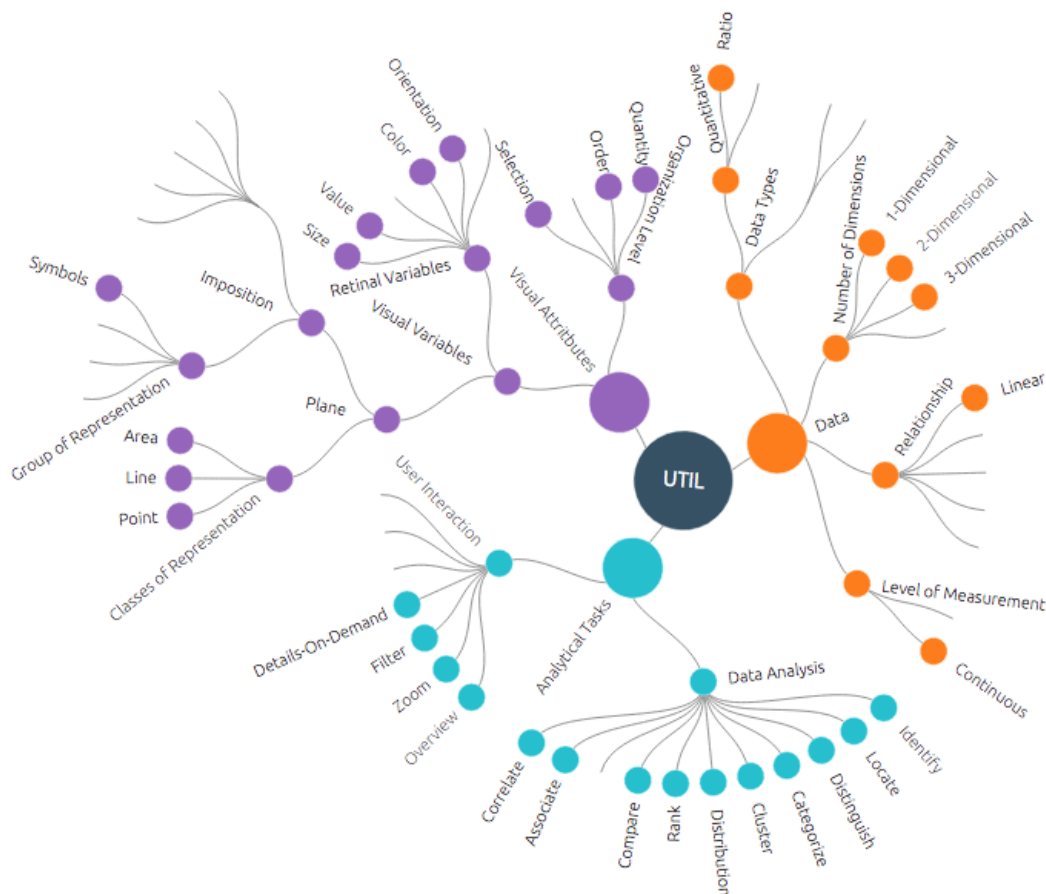 UTIL
Visual Attritbutes
Visual Variables
Retinal Variables
Size
Value
Color
Orientation
Plane
Imposition
Group of Representation
Symbols
Classes of Representation
Area
Line
Point
Organization Level
Selection
Order
Quantity
Data
Data Types
Quantitative
Ratio
Number of Dimensions
1-Dimensional
2-Dimensional
3-Dimensional
Relationship
Linear
Level of Measurement
Continuous
Analytical Tasks
User Interaction
Details-On-Demand
Filter
Zoom
Overview
Data Analysis
Correlate
Associate
Compare
Rank
Distribution
Cluster
Categorize
Distinguish
Locate
Identify